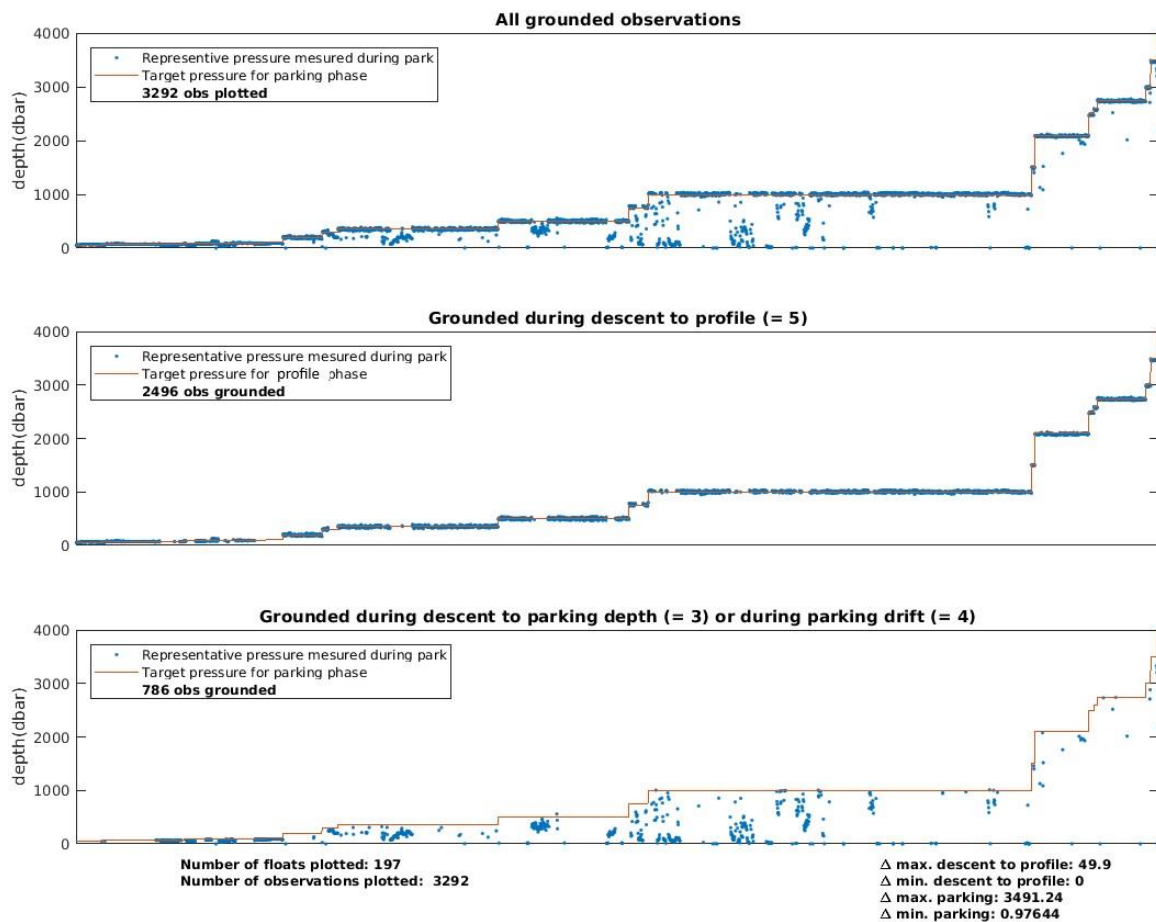 All grounded observations
4000
3000
2000
1000
0
depth(dbar)
Representive pressure mesured during park
Target pressure for parking phase
3292 obs plotted
Grounded during descent to profile (= 5)
4000
3000
2000
1000
0
depth(dbar)
Representative pressure mesured during park
Target pressure for profile phase
2496 obs grounded
Grounded during descent to parking depth (= 3) or during parking drift (= 4)
4000
3000
2000
1000
0
depth(dbar)
Representative pressure mesured during park
Target pressure for parking phase
786 obs grounded
Number of floats plotted: 197
Number of observations plotted: 3292
Δ max. descent to profile: 49.9
Δ min. descent to profile: 0
Δ max. parking: 3491.24
Δ min. parking: 0.97644